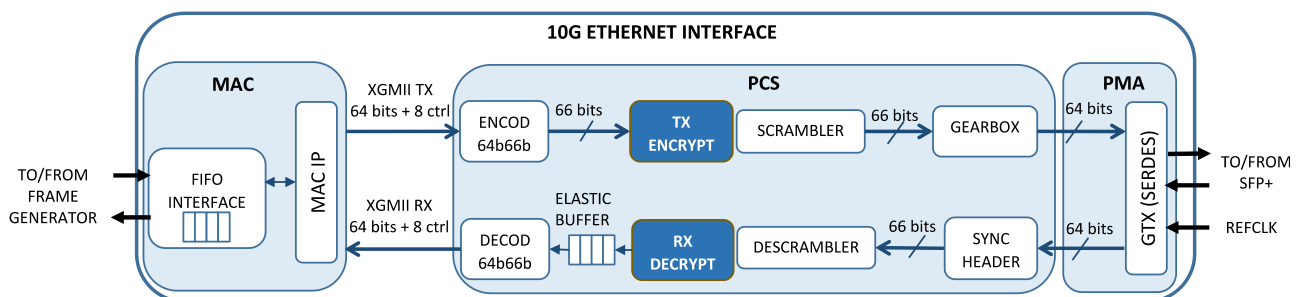 10G ETHERNET INTERFACE
MAC
PCS
PMA
XGMII TX
64 bits + 8 ctrl
ENCOD
64b66b
66 bits
TX
ENCRYPT
SCRAMBLER
66 bits
GEARBOX
64 bits
TO/FROM
FRAME
GENERATOR
FIFO
INTERFACE
MAC IP
GTX (SERDES)
TO/FROM
SFP+
REFCLK
XGMII RX
64 bits + 8 ctrl
DECOD
64b66b
ELASTIC
BUFFER
RX
DECRYPT
DESCRAMBLER
66 bits
SYNC
HEADER
64 bits